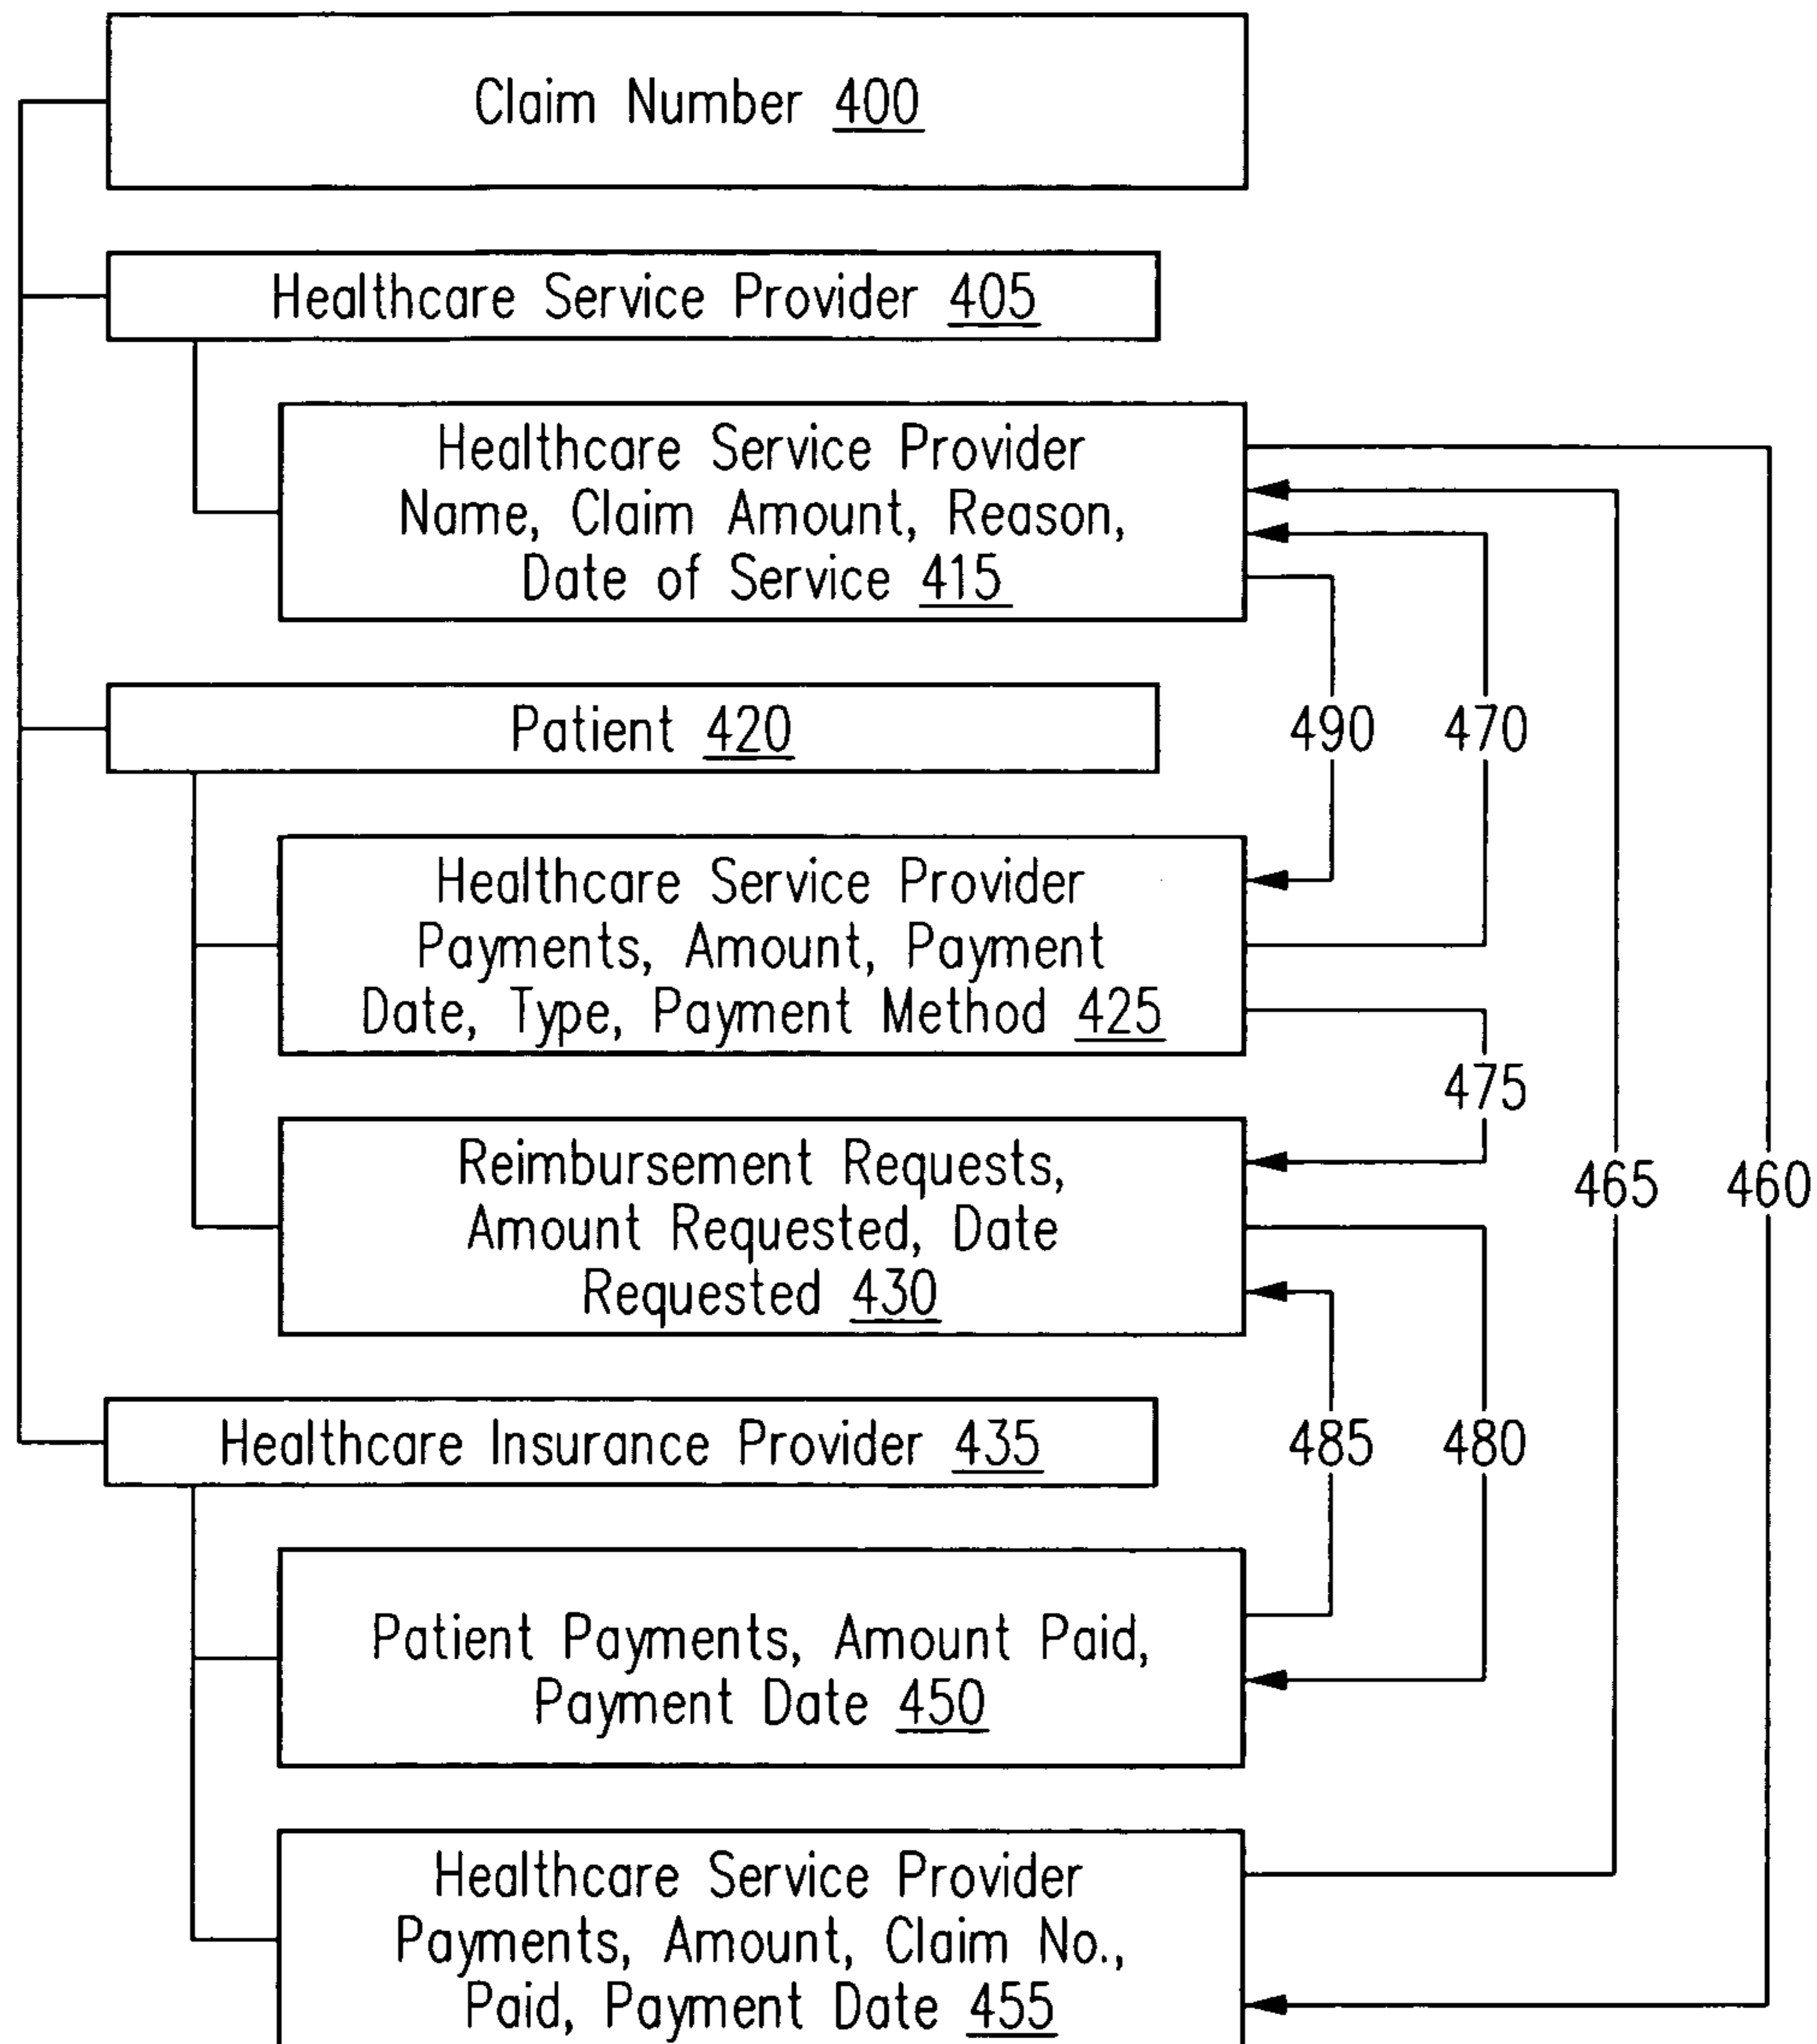 Claim Number 400
Healthcare Service Provider 405
Healthcare Service Provider
Name, Claim Amount, Reason,
Date of Service 415
Patient 420
490
470
Healthcare Service Provider
Payments, Amount, Payment
Date, Type, Payment Method 425
475
Reimbursement Requests,
Amount Requested, Date
Requested 430
465
460
Healthcare Insurance Provider 435
485
480
Patient Payments, Amount Paid,
Payment Date 450
Healthcare Service Provider
Payments, Amount, Claim No.,
Paid, Payment Date 455